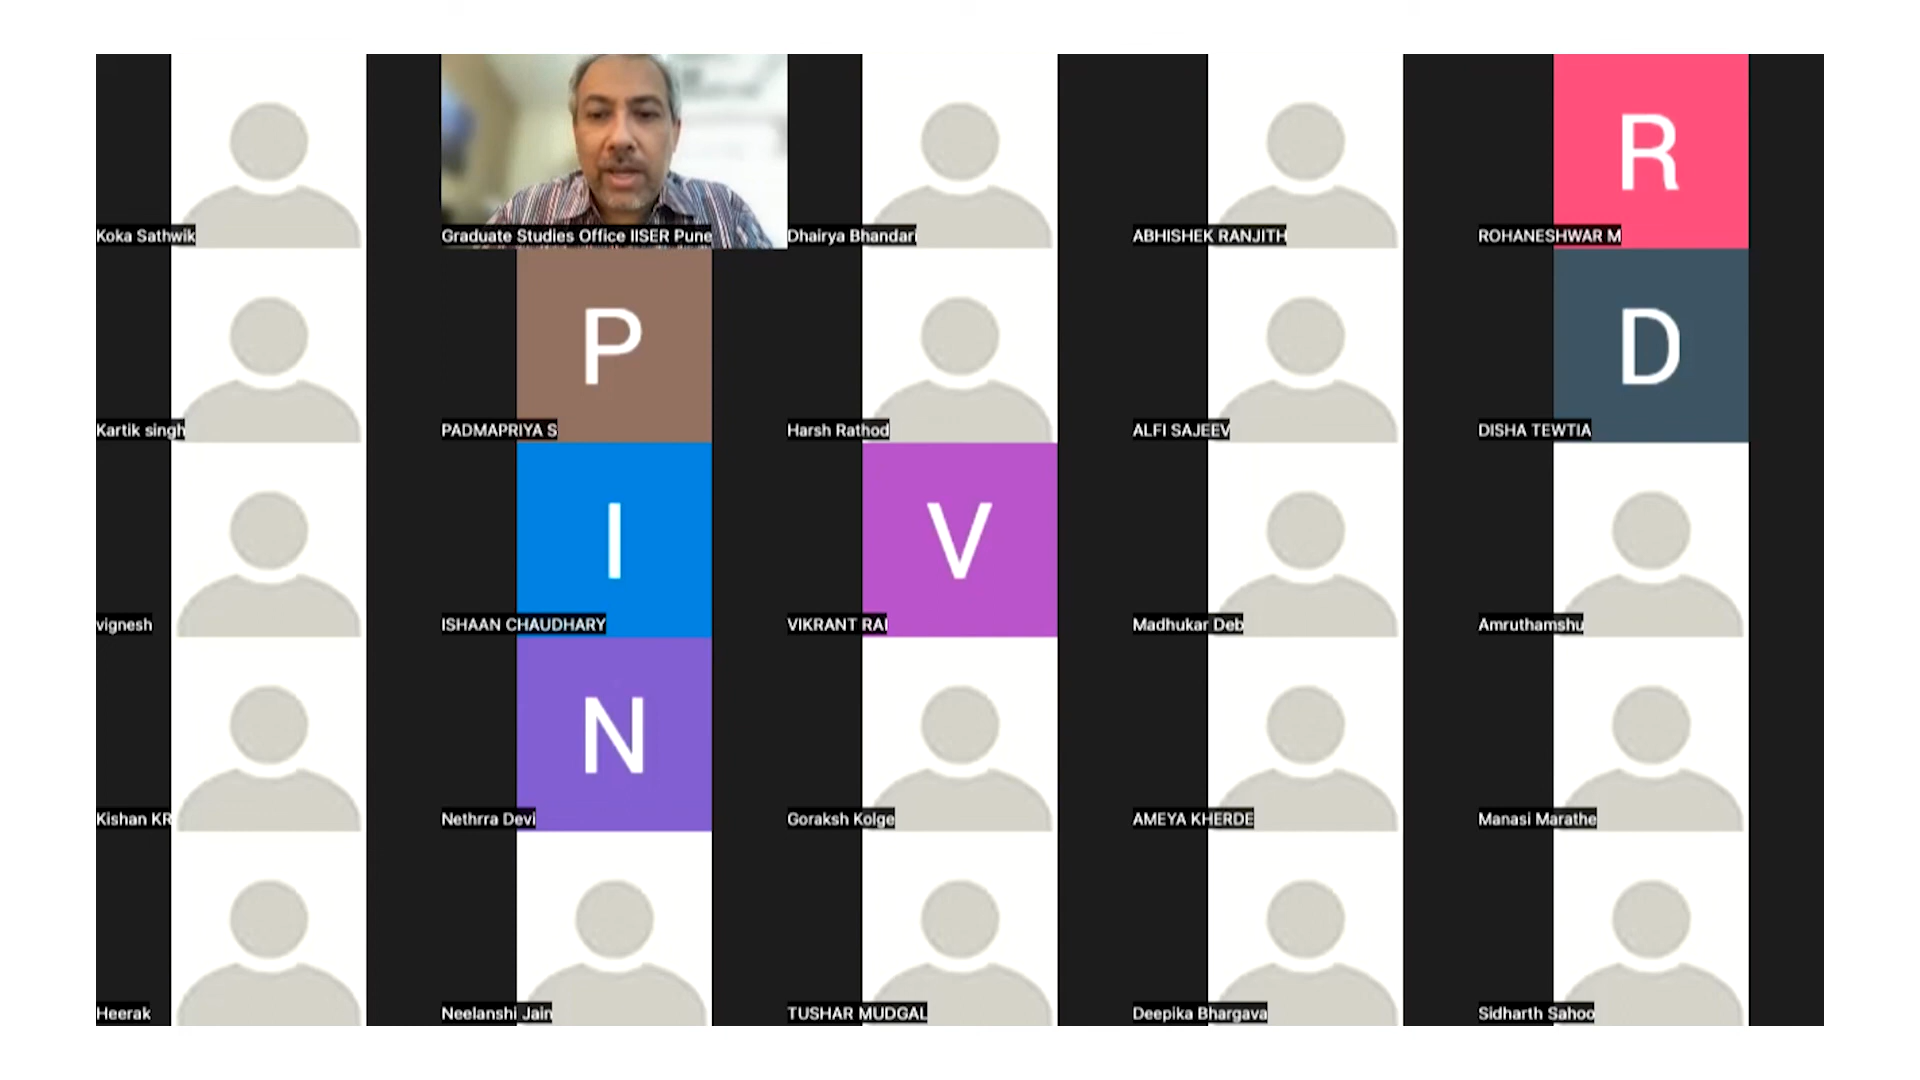 Koka Sathwik
Graduate Studies Office IISER Pune
Dhairya Bhandari
ABHISHEK RANJITH
R
ROHANESHWAR M
Kartik singh
P
PADMAPRIYA S
Harsh Rathod
ALFI SAJEEV
D
DISHA TEWTIA
vignesh
I
ISHAAN CHAUDHARY
V
VIKRANT RAI
Madhukar Deb
Amruthamshu
Kishan KR
N
Nethrra Devi
Goraksh Kolge
AMEYA KHERDE
Manasi Marathe
Heerak
Neelanshi Jain
TUSHAR MUDGAL
Deepika Bhargava
Sidharth Sahoo